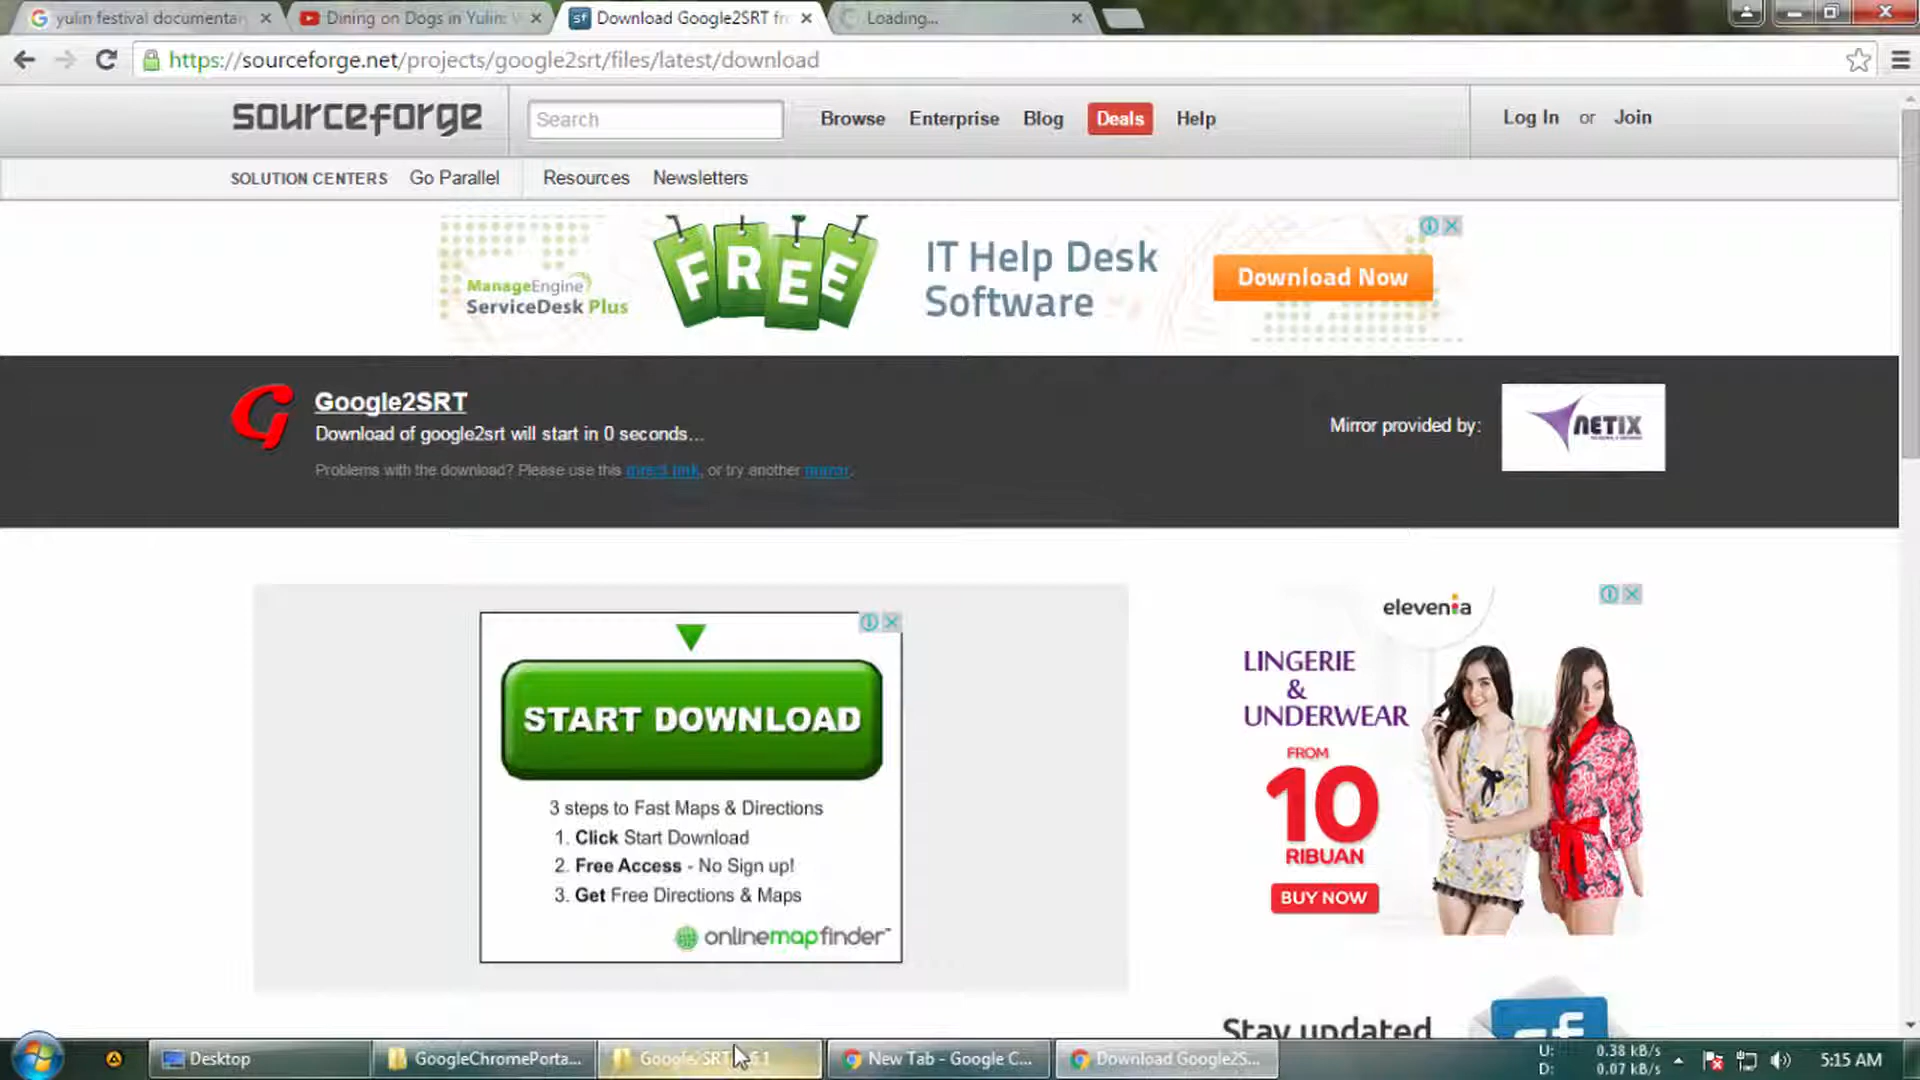 yulin festival documentar
Dining on Dogs in Yulin:
Download Google2SRT fr
Loading...
https://sourceforge.net/projects/google2srt/files/latest/download
sourceforge
Search
Browse
Enterprise
Blog
Deals
Help
Log In or Join
SOLUTION CENTERS
Go Parallel
Resources
Newsletters
ManageEngine
ServiceDesk Plus
FREE
IT Help Desk
Software
Download Now
Google2SRT
Download of google2srt will start in 0 seconds...
Problems with the download? Please use this direct link, or try another mirror.
Mirror provided by:
NETIX
START DOWNLOAD
3 steps to Fast Maps & Directions
1. Click Start Download
2. Free Access - No Sign up!
3. Get Free Directions & Maps
onlinemapfinder™
elevenia
LINGERIE
&
UNDERWEAR
FROM
10
RIBUAN
BUY NOW
Stay updated
sf
Desktop
GoogleChromePorta...
New Tab - Google C...
Download Google2S...
U: 0.38 kB/s
D: 0.07 kB/s
5:15 AM